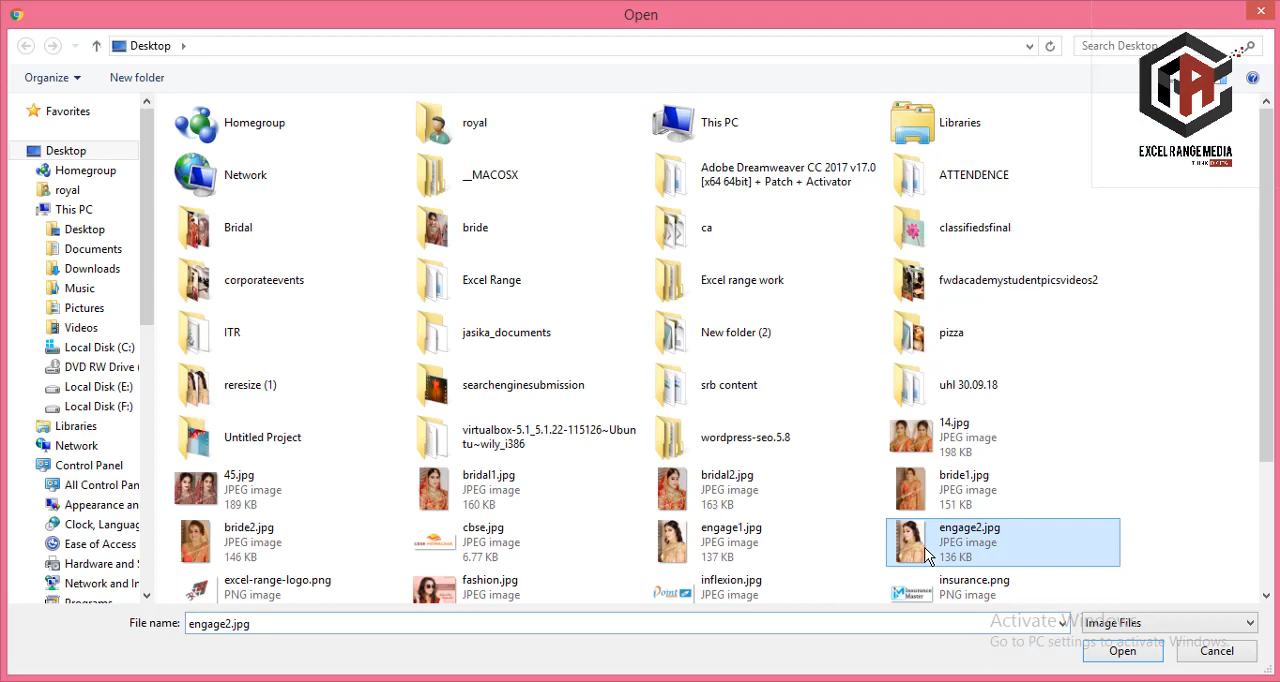 Open
Desktop
Search Desktop
Organize
New folder
EXCEL RANGE MEDIA
Favorites
Desktop
Homegroup
royal
This PC
Desktop
Documents
Downloads
Music
Pictures
Videos
Local Disk (C:)
DVD RW Drive (
Local Disk (E:)
Local Disk (F:)
Libraries
Network
Control Panel
All Control Pan
Appearance an
Clock, Languag
Ease of Access
Hardware and
Network and In
Programs
Homegroup
royal
This PC
Libraries
Network
__MACOSX
Adobe Dreamweaver CC 2017 v17.0
[x64 64bit] + Patch + Activator
ATTENDENCE
Bridal
bride
ca
classifiedsfinal
corporateevents
Excel Range
Excel range work
fwdacademystudentpicsvideos2
ITR
jasika_documents
New folder (2)
pizza
reresize (1)
searchenginesubmission
srb content
uhl 30.09.18
Untitled Project
virtualbox-5.1_5.1.22-115126~Ubun
tu~wily_i386
wordpress-seo.5.8
14.jpg
JPEG image
198 KB
45.jpg
JPEG image
189 KB
bridal1.jpg
JPEG image
160 KB
bridal2.jpg
JPEG image
163 KB
bride1.jpg
JPEG image
151 KB
bride2.jpg
JPEG image
146 KB
cbse.jpg
JPEG image
6.77 KB
engage1.jpg
JPEG image
137 KB
engage2.jpg
JPEG image
136 KB
excel-range-logo.png
PNG image
fashion.jpg
JPEG image
inflexion.jpg
JPEG image
insurance.png
PNG image
File name:
engage2.jpg
Image Files
Activate Windows
Go to PC settings to activate Windows.
Open
Cancel